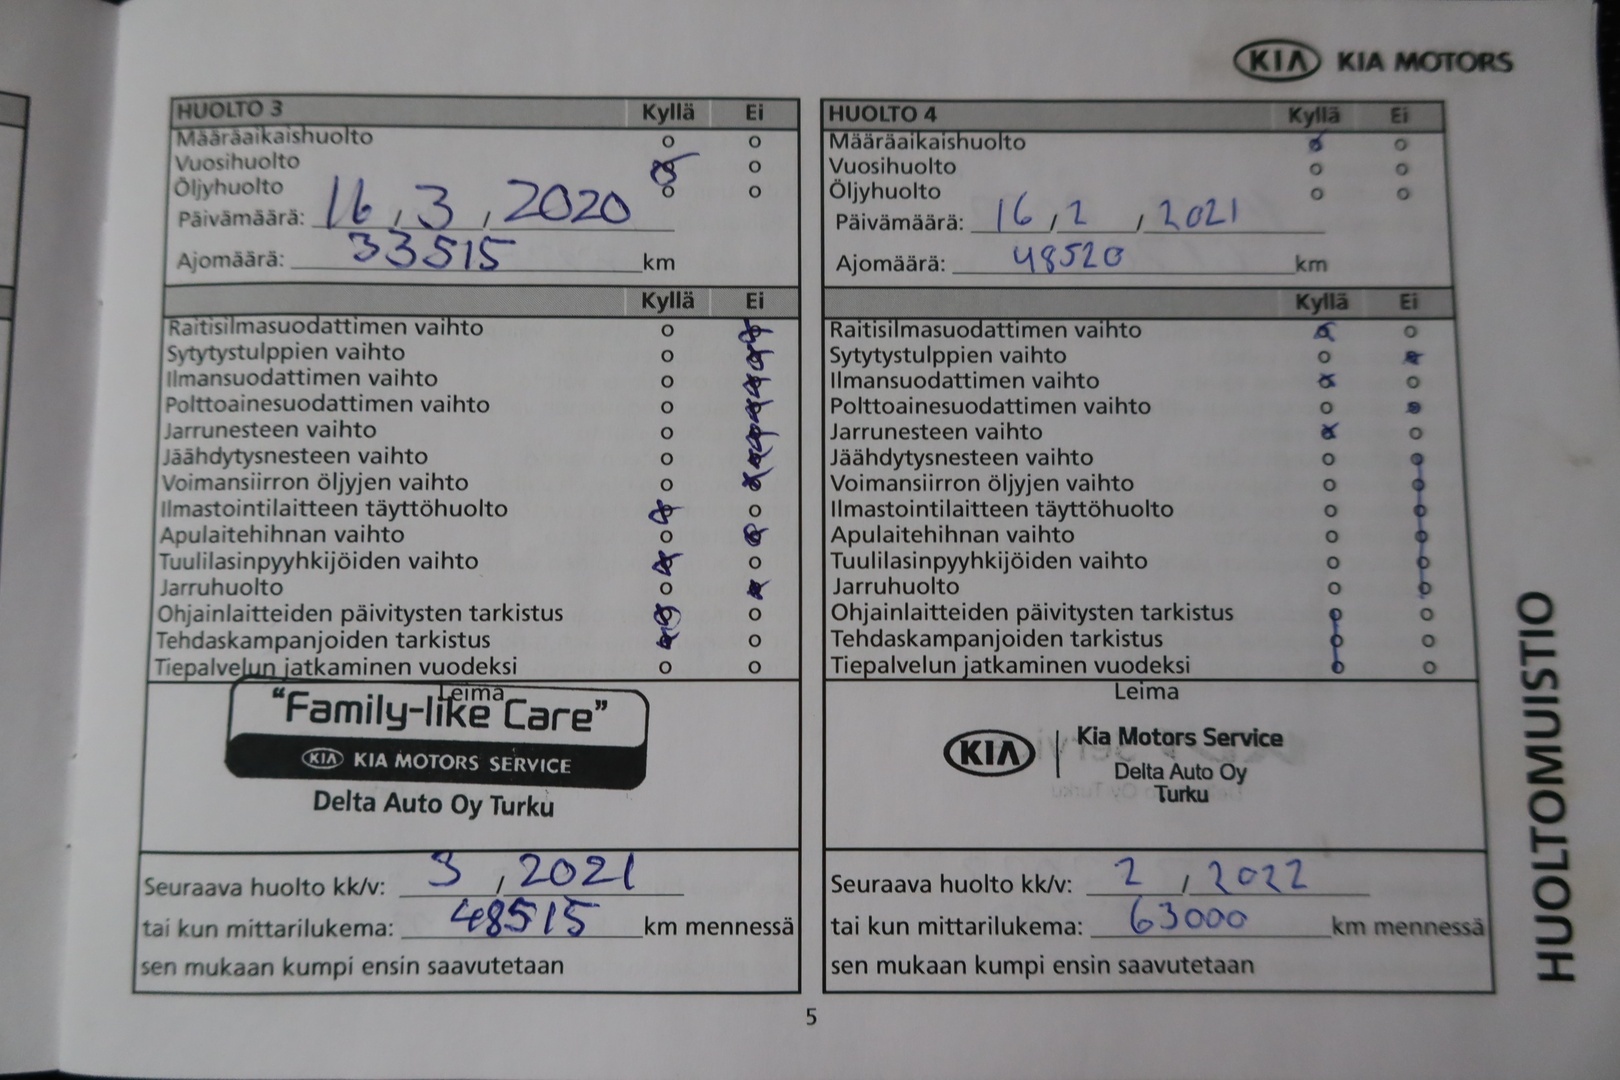 KIA KIA MOTORS
HUOLTO 3 Kyllä Ei
Määräaikaishuolto
Vuosihuolto
Öljyhuolto
Päivämäärä: 16, 3, 2020
Ajomäärä: 33515 km
Kyllä Ei
Raitisilmasuodattimen vaihto
Sytytystulppien vaihto
Ilmansuodattimen vaihto
Polttoainesuodattimen vaihto
Jarrunesteen vaihto
Jäähdytysnesteen vaihto
Voimansiirron öljyjen vaihto
Ilmastointilaitteen täyttöhuolto
Apulaitehihnan vaihto
Tuulilasinpyyhkijöiden vaihto
Jarruhuolto
Ohjainlaitteiden päivitysten tarkistus
Tehdaskampanjoiden tarkistus
Tiepalvelun jatkaminen vuodeksi
Leima
"Family-like Care"
KIA KIA MOTORS SERVICE
Delta Auto Oy Turku
Seuraava huolto kk/v: 3, 2021
tai kun mittarilukema: 48515 km mennessä
sen mukaan kumpi ensin saavutetaan
HUOLTO 4 Kyllä Ei
Määräaikaishuolto
Vuosihuolto
Öljyhuolto
Päivämäärä: 16, 2, 2021
Ajomäärä: 48520 km
Kyllä Ei
Raitisilmasuodattimen vaihto
Sytytystulppien vaihto
Ilmansuodattimen vaihto
Polttoainesuodattimen vaihto
Jarrunesteen vaihto
Jäähdytysnesteen vaihto
Voimansiirron öljyjen vaihto
Ilmastointilaitteen täyttöhuolto
Apulaitehihnan vaihto
Tuulilasinpyyhkijöiden vaihto
Jarruhuolto
Ohjainlaitteiden päivitysten tarkistus
Tehdaskampanjoiden tarkistus
Tiepalvelun jatkaminen vuodeksi
Leima
KIA Kia Motors Service
Delta Auto Oy
Turku
Seuraava huolto kk/v: 2, 2022
tai kun mittarilukema: 63000 km mennessä
sen mukaan kumpi ensin saavutetaan
HUOLTOMUISTIO
5